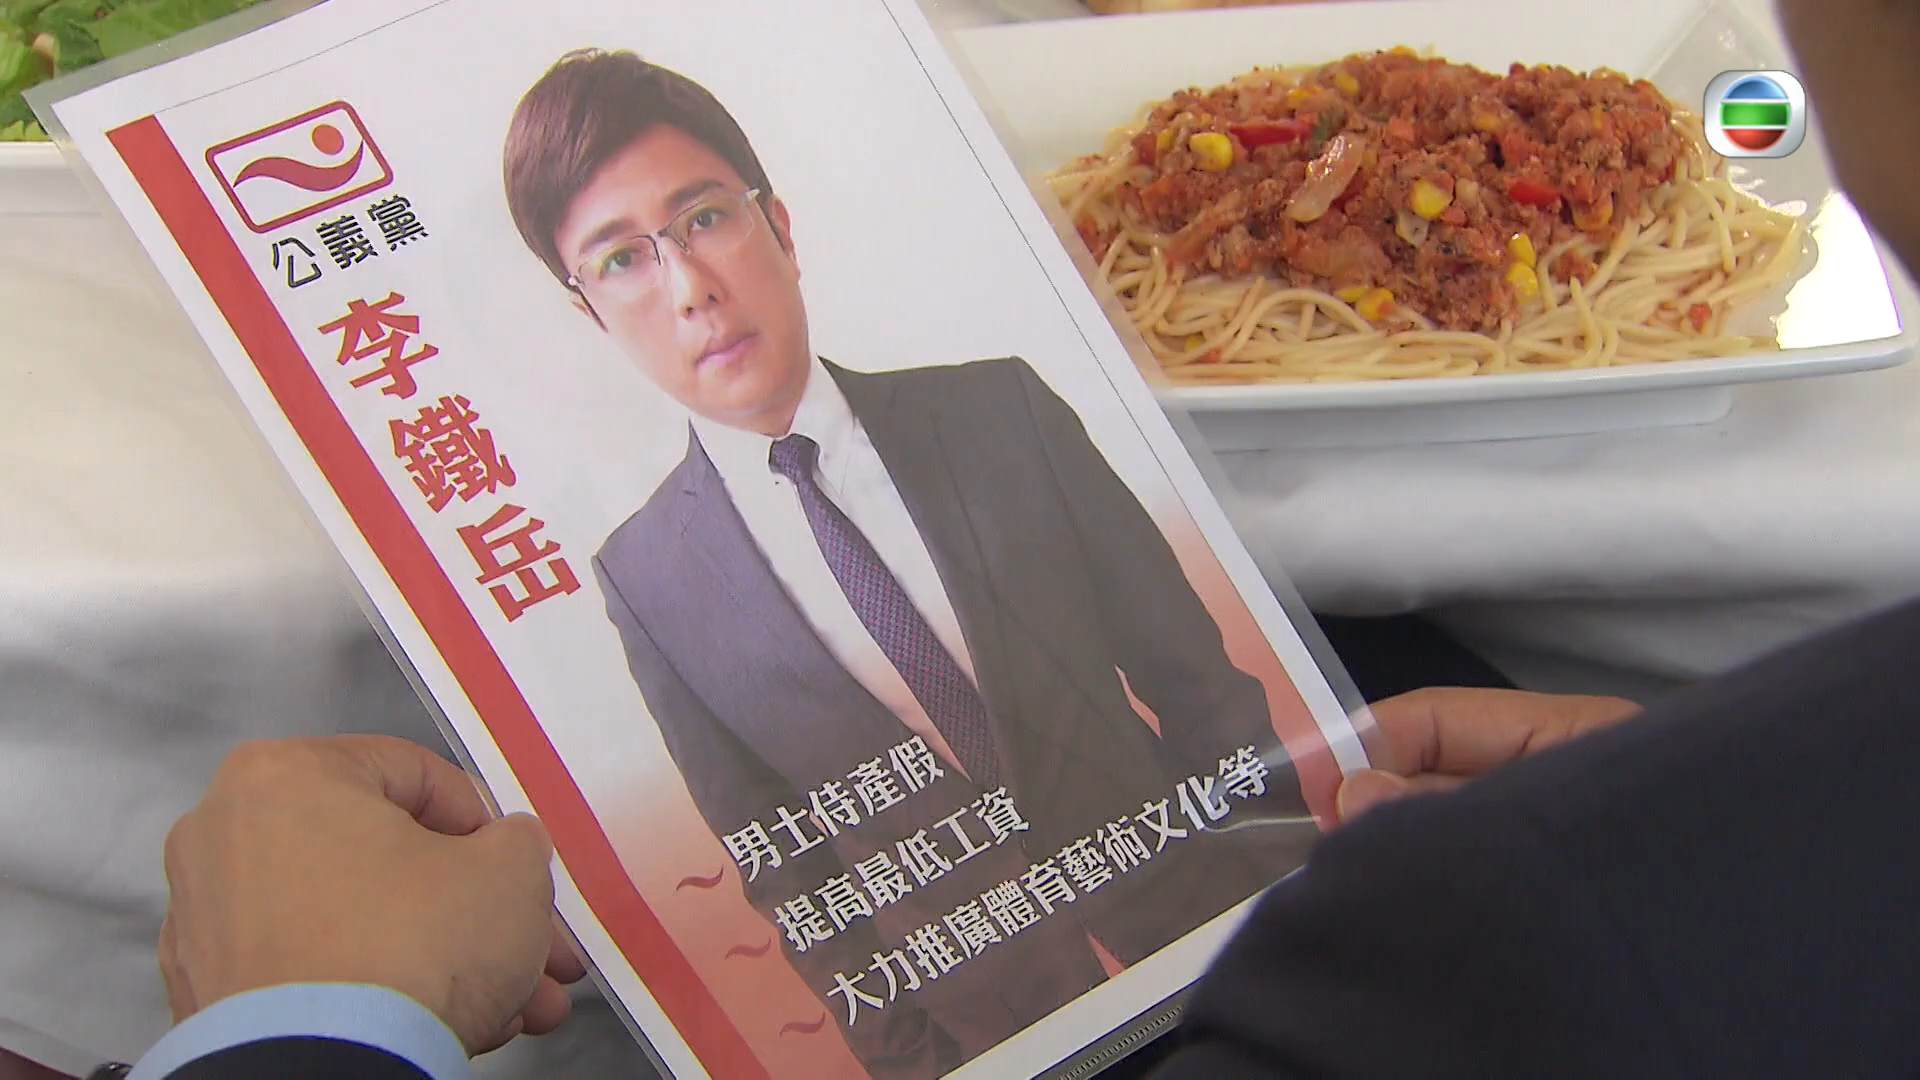 公義黨
李鐵岳
男士侍產假
提高最低工資
大力推廣體育藝術文化等